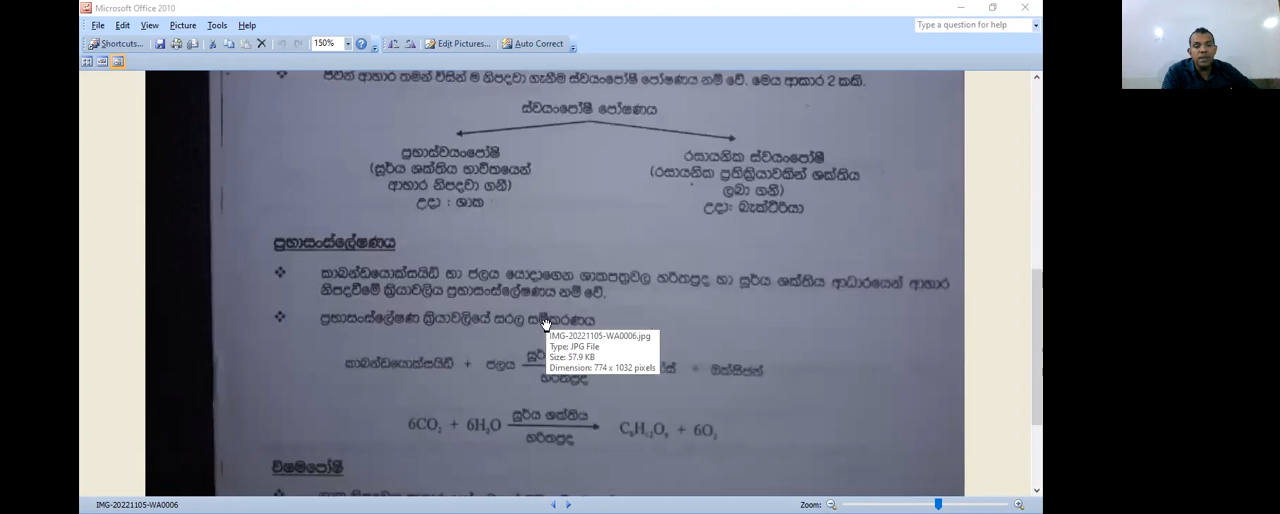 Microsoft Office 2010
File Edit View Picture Tools Help
Type a question for help
Shortcuts... 150% Edit Pictures... Auto Correct
ජීවීන් ආහාර තමන් විසින් ම නිපදවා ගැනීම ස්වයංපෝෂී පෝෂණය නම් වේ. මෙය ආකාර 2 කකි.
ස්වයංපෝෂී පෝෂණය
ප්‍රභාස්වයංපෝෂී
(සූර්ය ශක්තිය භාවිතයෙන්
ආහාර නිපදවා ගනී)
උදා : ශාක
රසායනික ස්වයංපෝෂී
(රසායනික ප්‍රතික්‍රියාවකින් ශක්තිය
ලබා ගනී)
උදා: බැක්ටීරියා
ප්‍රභාසංස්ලේෂණය
❖ කාබන්ඩයොක්සයිඩ් හා ජලය යොදාගෙන ශාකපත්‍රවල හරිතප්‍රද හා සූර්ය ශක්තිය ආධාරයෙන් ආහාර
නිපදවීමේ ක්‍රියාවලිය ප්‍රභාසංස්ලේෂණය නම් වේ.
❖ ප්‍රභාසංස්ලේෂණ ක්‍රියාවලියේ සරල සමීකරණය
IMG-20221105-WA0006.jpg
Type: JPG File
Size: 57.9 KB
Dimension: 774 x 1032 pixels
කාබන්ඩයොක්සයිඩ් + ජලය + ඔක්සිජන්
හරිතප්‍රද
සූර්ය ශක්තිය
6CO₂ + 6H₂O C₆H₁₂O₆ + 6O₂
හරිතප්‍රද
විෂමපෝෂී
IMG-20221105-WA0006 Zoom: